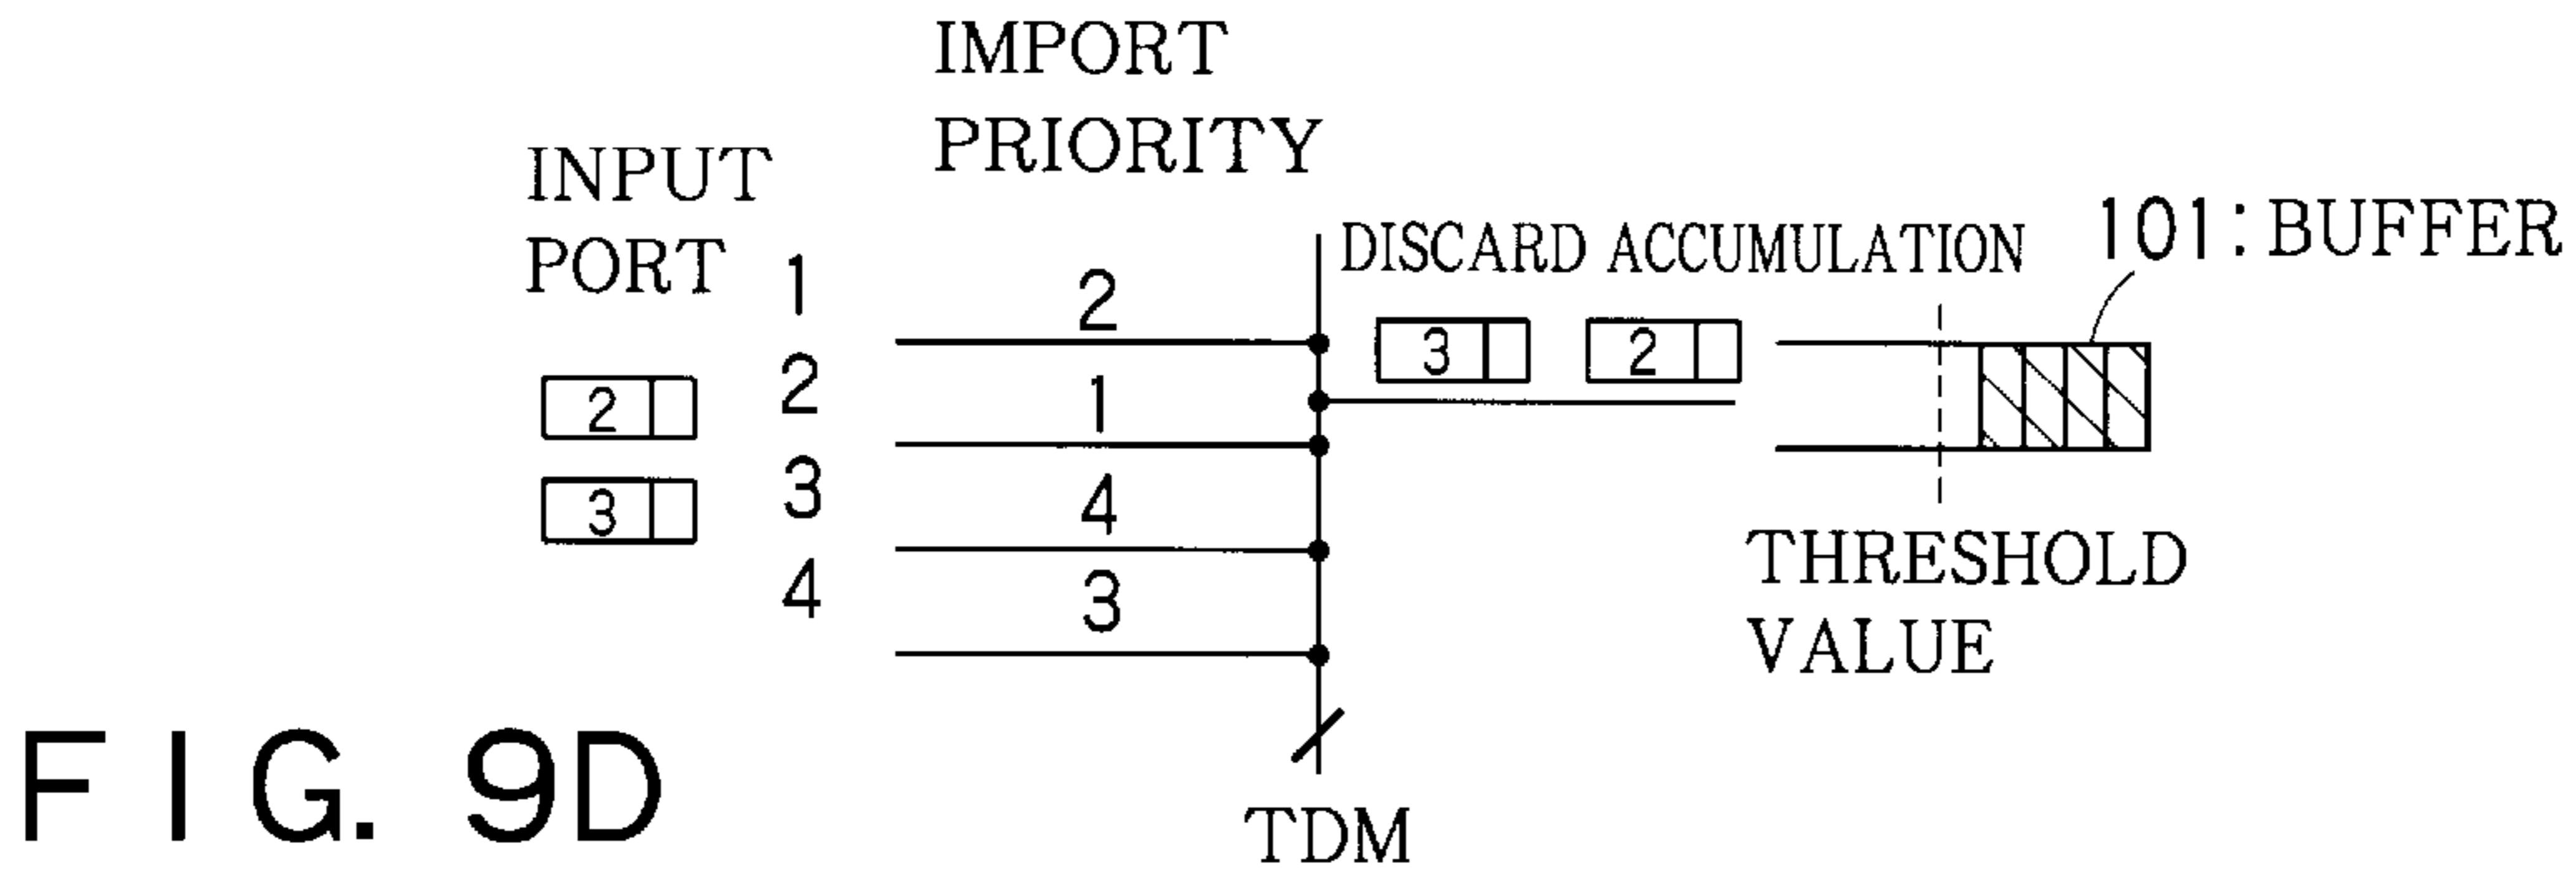 IMPORT
PRIORITY
INPUT
PORT
DISCARD ACCUMULATION
101: BUFFER
1
2
3
2
2
2
1
3
3
4
4
3
THRESHOLD
VALUE
TDM
FIG. 9D